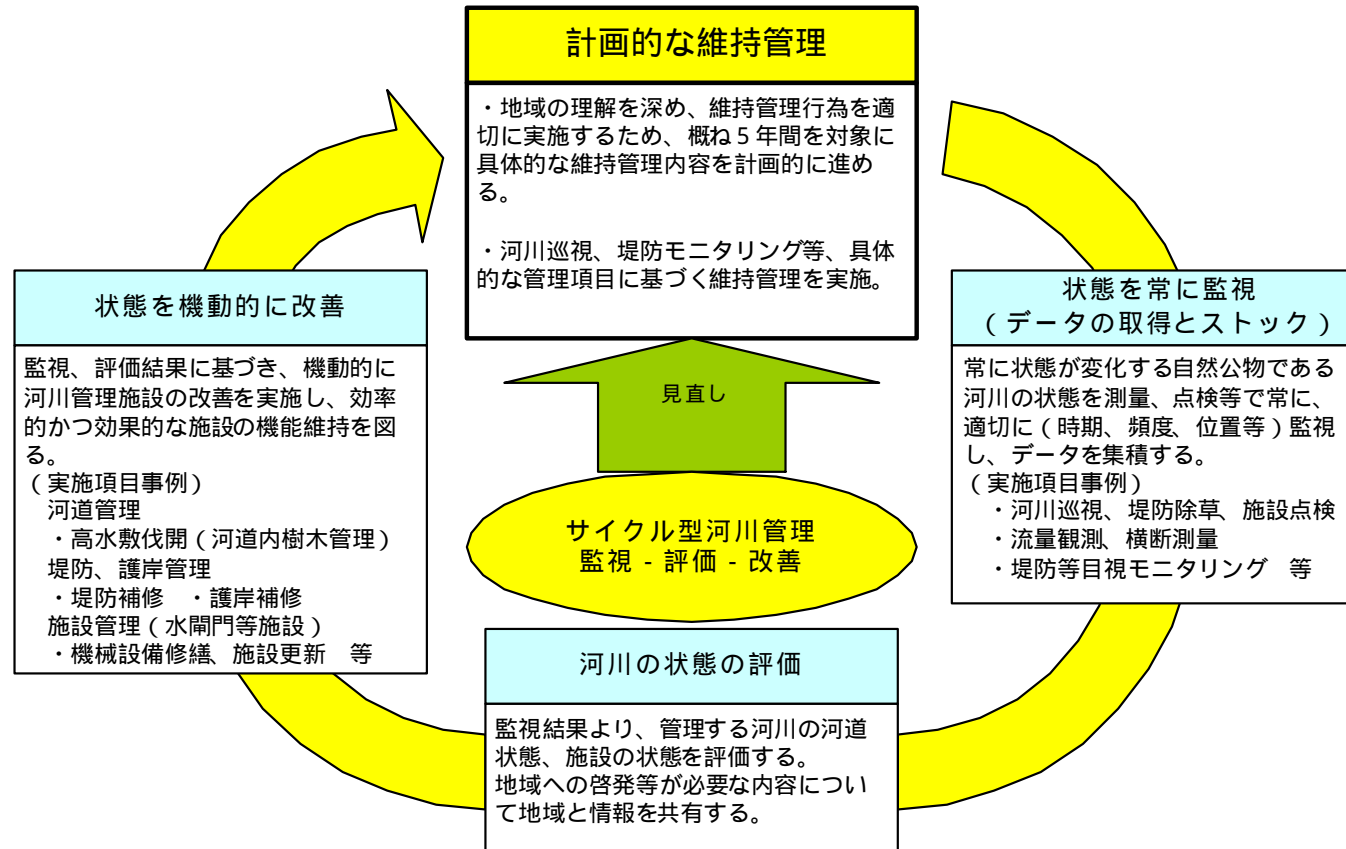 計画的な維持管理
・地域の理解を深め、維持管理行為を適
切に実施するため、概ね5年間を対象に
具体的な維持管理内容を計画的に進め
る。
・河川巡視、堤防モニタリング等、具体
的な管理項目に基づく維持管理を実施。
状態を常に監視
(データの取得とストック)
常に状態が変化する自然公物である
河川の状態を測量、点検等で常に、
適切に(時期、頻度、位置等)監視
し、データを集積する。
(実施項目事例)
・河川巡視、堤防除草、施設点検
・流量観測、横断測量
・堤防等目視モニタリング　等
河川の状態の評価
監視結果より、管理する河川の河道
状態、施設の状態を評価する。
地域への啓発等が必要な内容につい
て地域と情報を共有する。
状態を機動的に改善
監視、評価結果に基づき、機動的に
河川管理施設の改善を実施し、効率
的かつ効果的な施設の機能維持を図
る。
(実施項目事例)
河道管理
・高水敷伐開(河道内樹木管理)
堤防、護岸管理
・堤防補修　・護岸補修
施設管理(水閘門等施設)
・機械設備修繕、施設更新　等
見直し
サイクル型河川管理
監視 - 評価 - 改善